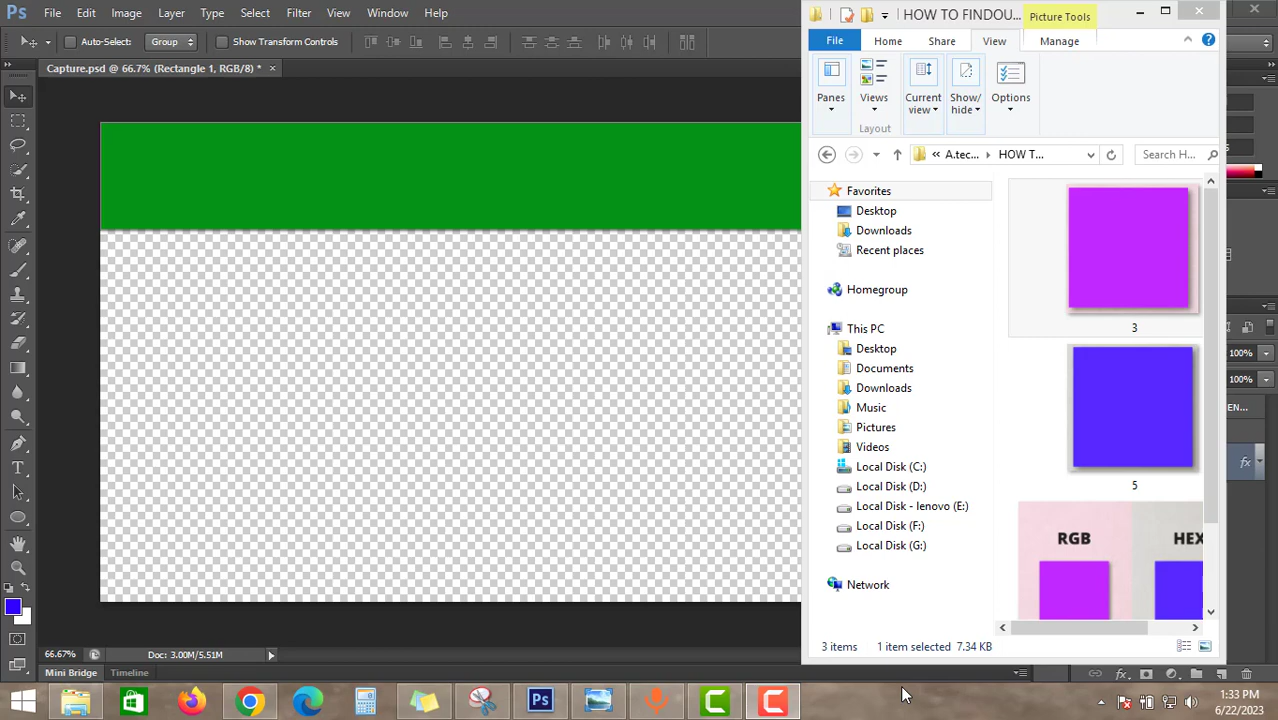 Ps File Edit Image Layer Type Select Filter View Window Help
Auto-Select: Group Show Transform Controls
Capture.psd @ 66.7% (Rectangle 1, RGB/8) * ×
HOW TO FINDOU... Picture Tools
File Home Share View Manage
Panes Views Current view Show/ hide Options
Layout
« A.tec... HOW T... Search H...
Favorites
Desktop
Downloads
Recent places
Homegroup
This PC
Desktop
Documents
Downloads
Music
Pictures
Videos
Local Disk (C:)
Local Disk (D:)
Local Disk - lenovo (E:)
Local Disk (F:)
Local Disk (G:)
Network
3
5
RGB HEX
3 items 1 item selected 7.34 KB
100%
100%
EN...
fx
66.67% Doc: 3.00M/5.51M
Mini Bridge Timeline
fx
Ps
1:33 PM
6/22/2023